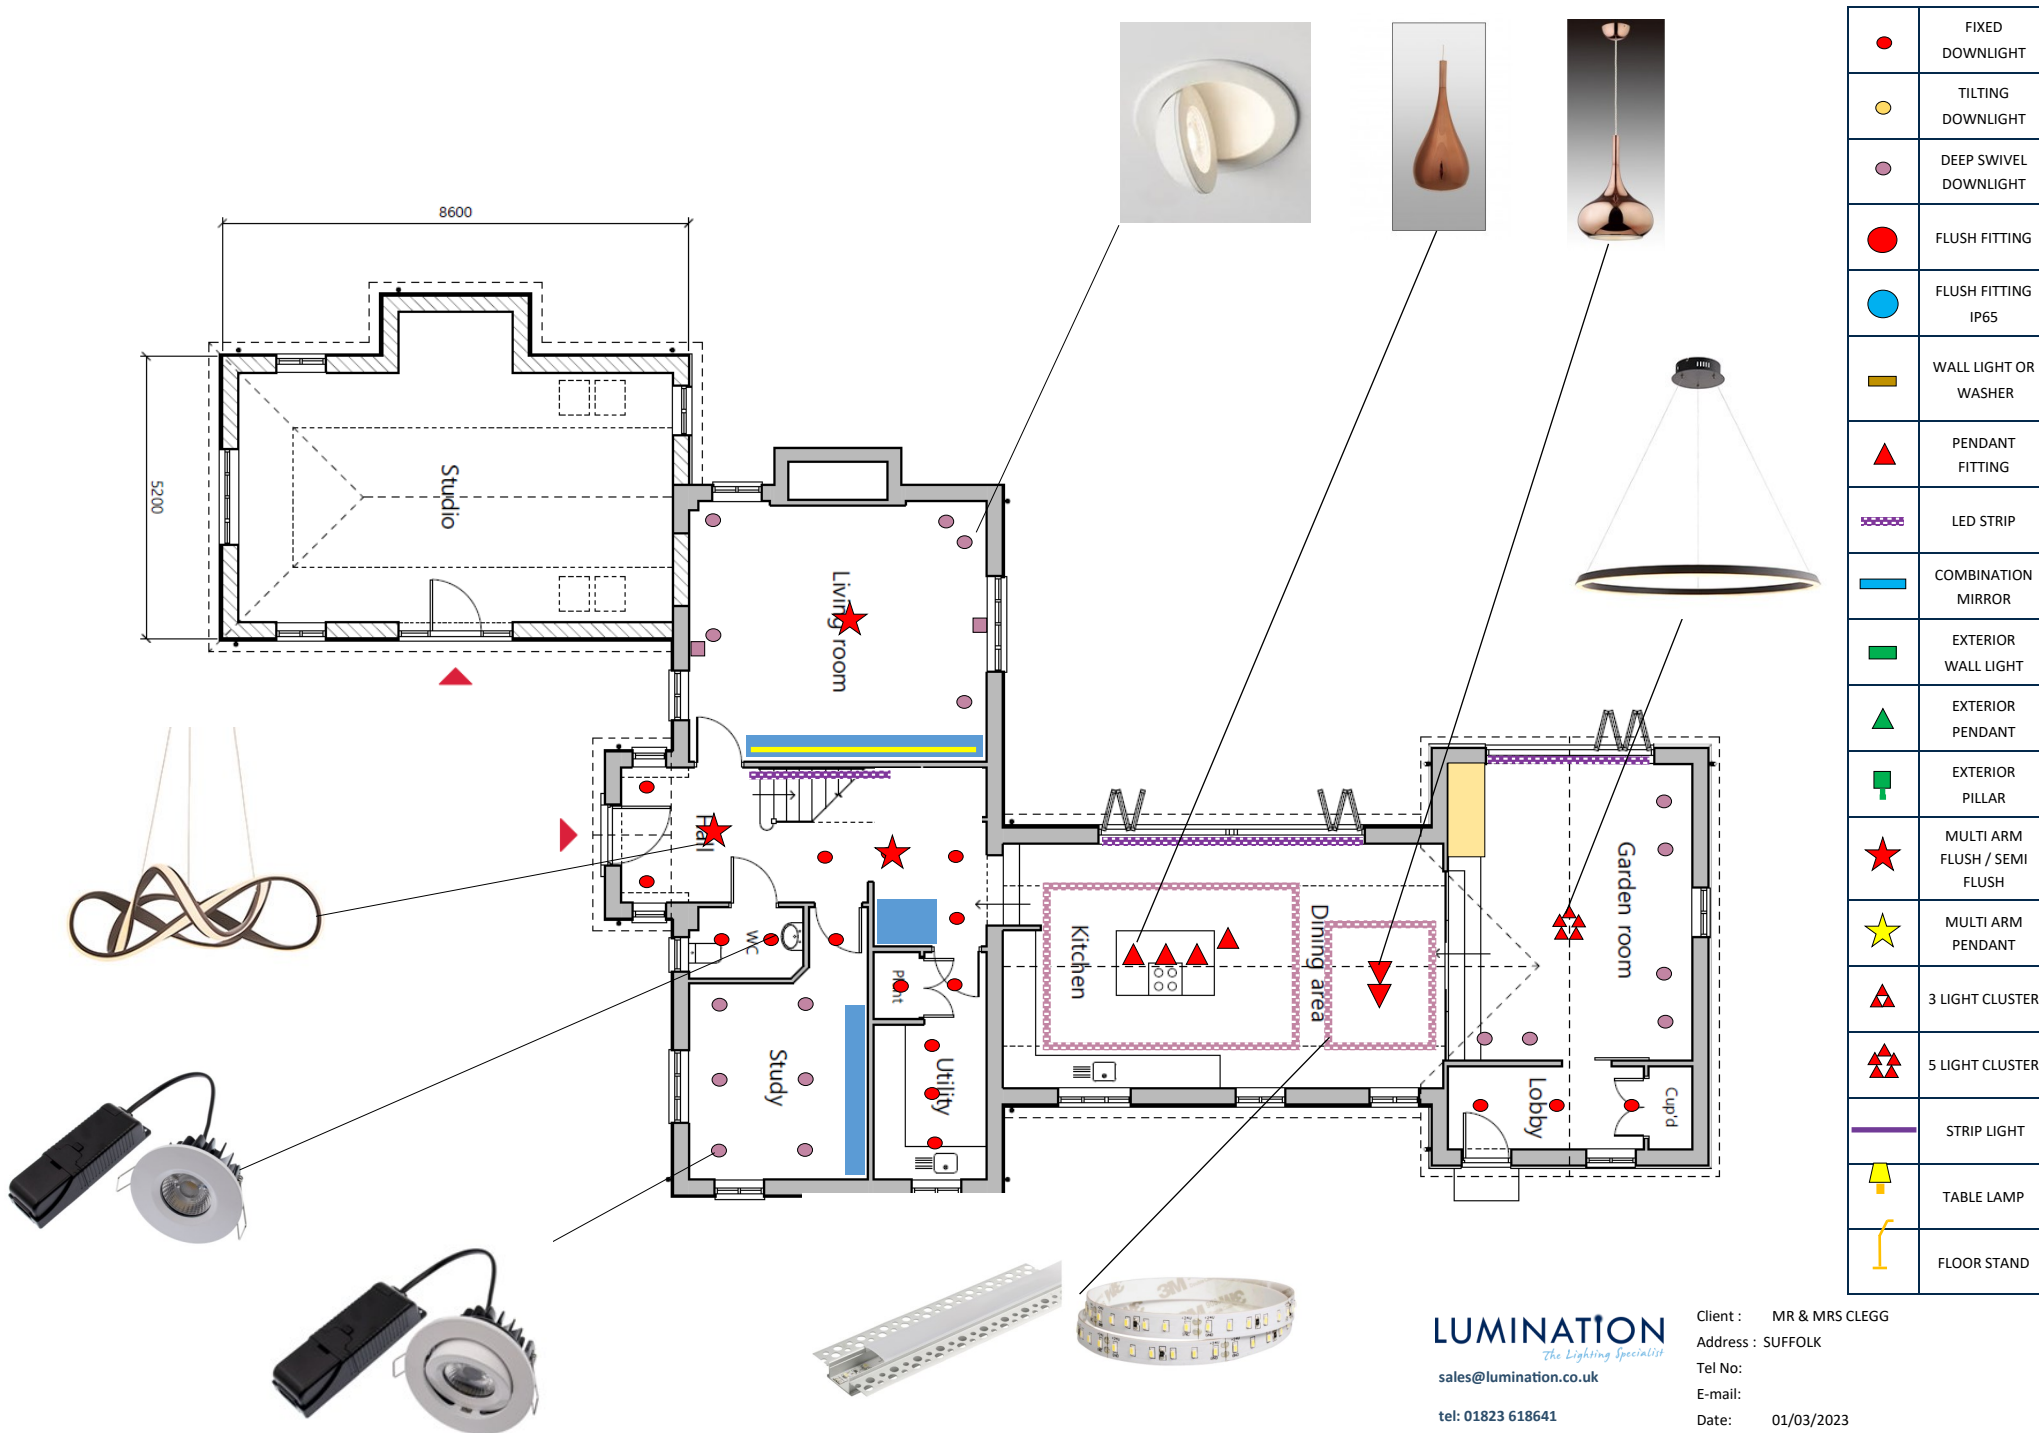 8600
5200
Studio
Living room
Hall
WC
Plant
Study
Utility
Kitchen
Dining area
Garden room
Lobby
Cup'd
FIXED
DOWNLIGHT
TILTING
DOWNLIGHT
DEEP SWIVEL
DOWNLIGHT
FLUSH FITTING
FLUSH FITTING
IP65
WALL LIGHT OR
WASHER
PENDANT
FITTING
LED STRIP
COMBINATION
MIRROR
EXTERIOR
WALL LIGHT
EXTERIOR
PENDANT
EXTERIOR
PILLAR
MULTI ARM
FLUSH / SEMI
FLUSH
MULTI ARM
PENDANT
3 LIGHT CLUSTER
5 LIGHT CLUSTER
STRIP LIGHT
TABLE LAMP
FLOOR STAND
3M
LUMINATION
The Lighting Specialist
sales@lumination.co.uk
tel: 01823 618641
Client : MR & MRS CLEGG
Address : SUFFOLK
Tel No:
E-mail:
Date: 01/03/2023